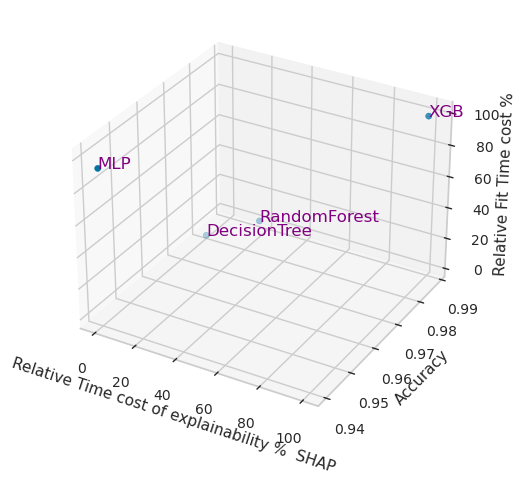 XGB
MLP
RandomForest
DecisionTree
100
80
60
40
20
0
Relative Fit Time cost %
0.99
0.98
0.97
0.96
0.95
0.94
Accuracy
0
20
40
60
80
100
Relative Time cost of explainability %  SHAP